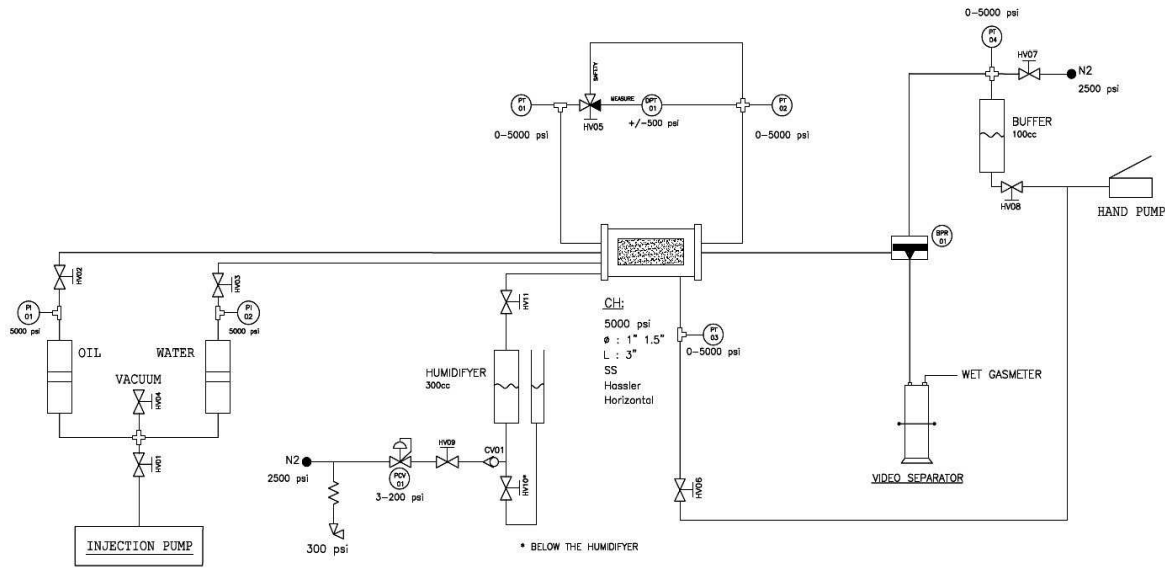 0-5000 psi
PT
04
HV07
N2
2500 psi
BYPASS
PT
01
MEASURE
DPT
01
PT
02
HV05
+/-500 psi
0-5000 psi
0-5000 psi
BUFFER
100cc
HV08
HAND PUMP
BPR
01
HV02
HV03
PI
01
5000 psi
PI
02
5000 psi
HV11
CH:
5000 psi
ø : 1" 1.5"
L : 3"
SS
Hassler
Horizontal
PT
03
0-5000 psi
OIL
WATER
VACUUM
HV04
HUMIDIFYER
300cc
WET GASMETER
HV01
N2
2500 psi
PCV
01
3-200 psi
HV09
CV01
HV10*
HV06
VIDEO SEPARATOR
300 psi
INJECTION PUMP
* BELOW THE HUMIDIFYER